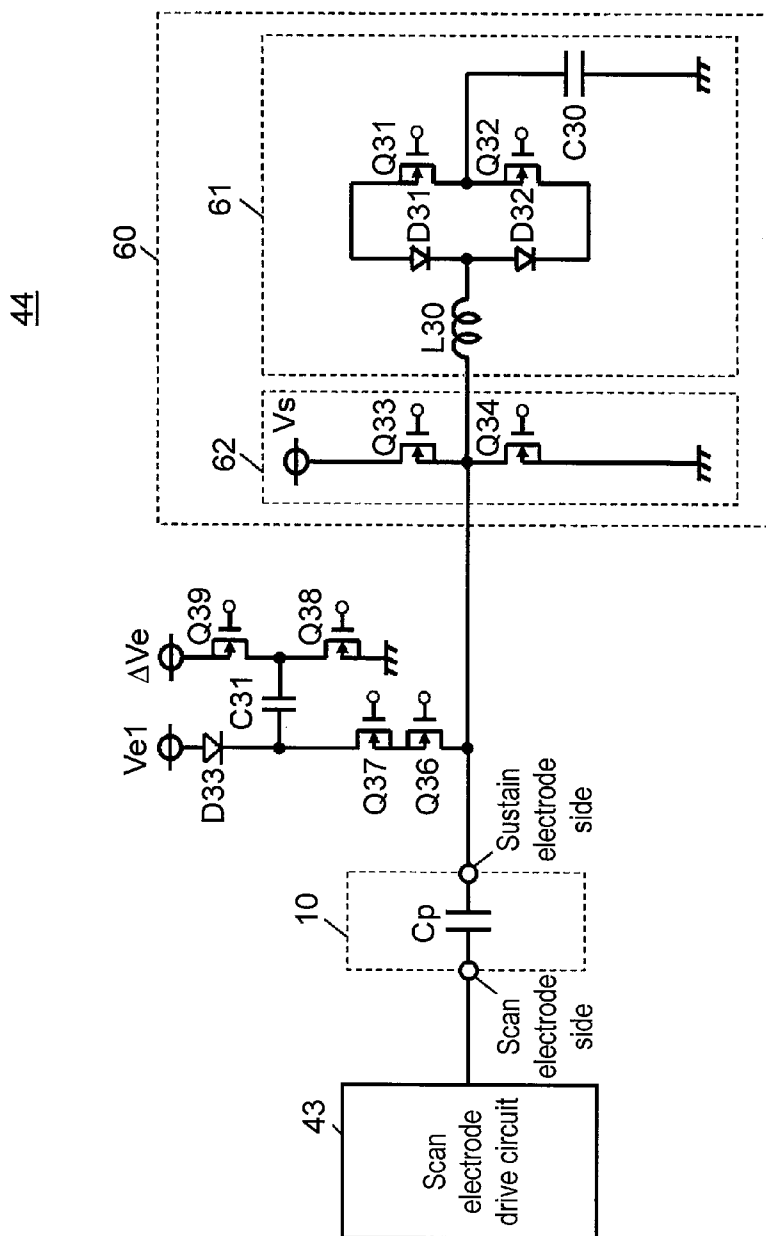 44
60
61
62
Vs
Q31
Q32
C30
D31
D32
L30
Q33
Q34
ΔVe
Q39
Q38
Ve1
C31
D33
Q37
Q36
10
Cp
Sustain
electrode
side
Scan
electrode
side
43
Scan
electrode
drive circuit